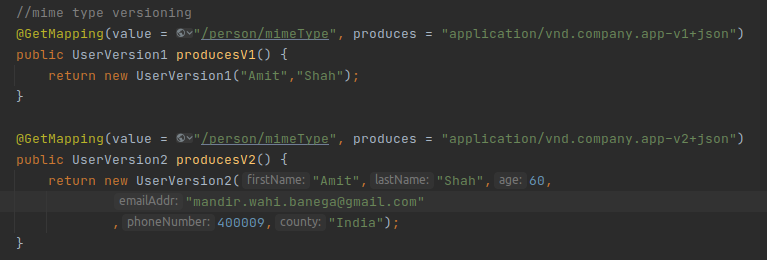 //mime type versioning
@GetMapping(value = "/person/mimeType", produces = "application/vnd.company.app-v1+json")
public UserVersion1 producesV1() {
return new UserVersion1("Amit","Shah");
}
@GetMapping(value = "/person/mimeType", produces = "application/vnd.company.app-v2+json")
public UserVersion2 producesV2() {
return new UserVersion2( firstName: "Amit", lastName: "Shah", age: 60,
emailAddr: "mandir.wahi.banega@gmail.com"
, phoneNumber: 400009, county: "India");
}